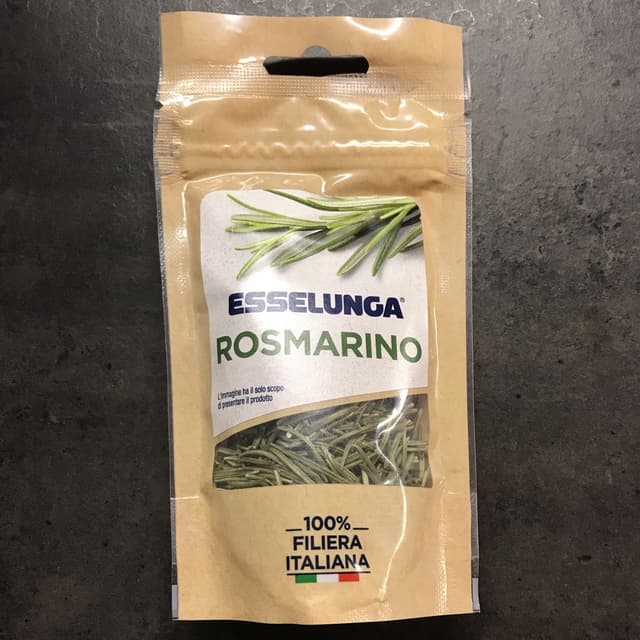 ESSELUNGA®
ROSMARINO
L'immagine ha il solo scopo
di presentare il prodotto
100%
FILIERA
ITALIANA